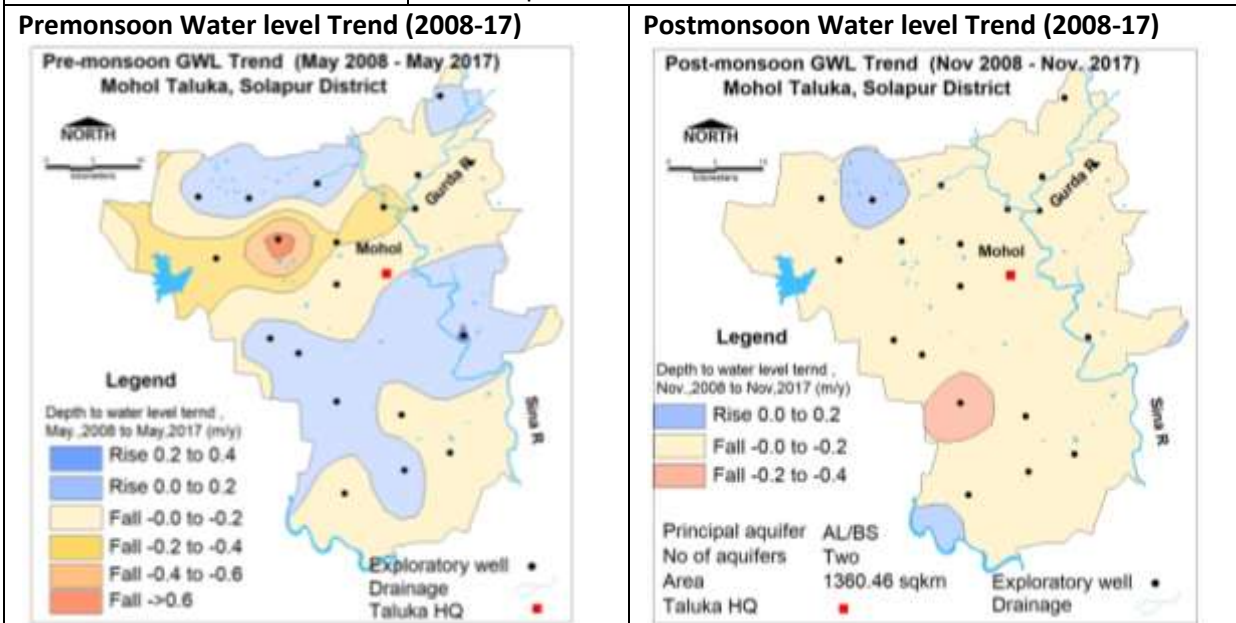 Premonsoon Water level Trend (2008-17)
Pre-monsoon GWL Trend (May 2008 - May 2017)
Mohol Taluka, Solapur District
NORTH
kilometers
Gurda R
Mohol
Sina R
Legend
Depth to water level ternd ,
May.,2008 to May,2017 (m/y)
Rise 0.2 to 0.4
Rise 0.0 to 0.2
Fall -0.0 to -0.2
Fall -0.2 to -0.4
Fall -0.4 to -0.6
Fall ->0.6
Exploratory well
Drainage
Taluka HQ
Postmonsoon Water level Trend (2008-17)
Post-monsoon GWL Trend (Nov 2008 - Nov. 2017)
Mohol Taluka, Solapur District
NORTH
kilometers
Gurda R
Mohol
Sina R
Legend
Depth to water level ternd ,
Nov.,2008 to Nov,2017 (m/y)
Rise 0.0 to 0.2
Fall -0.0 to -0.2
Fall -0.2 to -0.4
Principal aquifer AL/BS
No of aquifers Two
Area 1360.46 sqkm
Taluka HQ
Exploratory well
Drainage